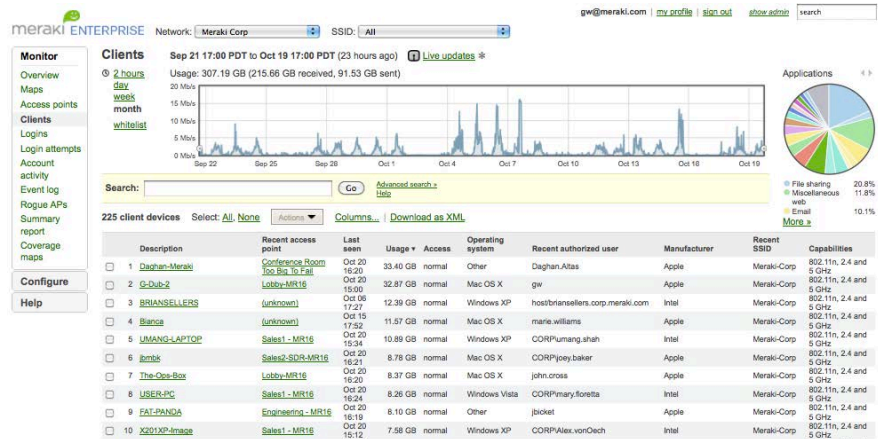 gw@meraki.com | my profile | sign out show admin search
meraki ENTERPRISE Network: Meraki Corp SSID: All
Monitor
Overview
Maps
Access points
Clients
Logins
Login attempts
Account
activity
Event log
Rogue APs
Summary
report
Coverage
maps
Configure
Help
Clients Sep 21 17:00 PDT to Oct 19 17:00 PDT (23 hours ago) Live updates
2 hours
day
week
month
whitelist
Usage: 307.19 GB (215.66 GB received, 91.53 GB sent)
20 Mb/s
15 Mb/s
10 Mb/s
5 Mb/s
0 Mb/s
Sep 22 Sep 25 Sep 28 Oct 1 Oct 4 Oct 7 Oct 10 Oct 13 Oct 16 Oct 19
Applications
File sharing 20.8%
Miscellaneous 11.8%
web
Email 10.1%
More »
Search: Go Advanced search »
Help
225 client devices Select: All, None Actions Columns... | Download as XML
Description Recent access point Last seen Usage Access Operating system Recent authorized user Manufacturer Recent SSID Capabilities
1 Daghan-Meraki Conference Room Too Big To Fail Oct 20 16:20 33.40 GB normal Other Daghan.Altas Apple Meraki-Corp 802.11n, 2.4 and 5 GHz
2 G-Dub-2 Lobby-MR16 Oct 20 15:00 32.87 GB normal Mac OS X gw Apple Meraki-Corp 802.11n, 2.4 and 5 GHz
3 BRIANSELLERS (unknown) Oct 06 17:27 12.39 GB normal Windows XP host/briansellers.corp.meraki.com Intel Meraki-Corp 802.11n, 2.4 and 5 GHz
4 Bianca (unknown) Oct 15 17:52 11.57 GB normal Mac OS X marie.williams Apple Meraki-Corp 802.11n, 2.4 and 5 GHz
5 UMANG-LAPTOP Sales1 - MR16 Oct 20 15:34 10.89 GB normal Windows XP CORP\umang.shah Intel Meraki-Corp 802.11n, 2.4 and 5 GHz
6 jbmbk Sales2-SDR-MR16 Oct 20 16:21 8.78 GB normal Mac OS X CORP\joey.baker Apple Meraki-Corp 802.11n, 2.4 and 5 GHz
7 The-Ops-Box Lobby-MR16 Oct 20 16:20 8.37 GB normal Mac OS X john.cross Apple Meraki-Corp 802.11n, 2.4 and 5 GHz
8 USER-PC Sales1 - MR16 Oct 20 16:24 8.26 GB normal Windows Vista CORP\mary.fioretta Intel Meraki-Corp 802.11n, 2.4 and 5 GHz
9 FAT-PANDA Engineering - MR16 Oct 20 16:19 8.10 GB normal Other jbicket Apple Meraki-Corp 802.11n, 2.4 and 5 GHz
10 X201XP-Image Sales1 - MR16 Oct 20 15:12 7.58 GB normal Windows XP CORP\Alex.vonOech Intel Meraki-Corp 802.11n, 2.4 and 5 GHz